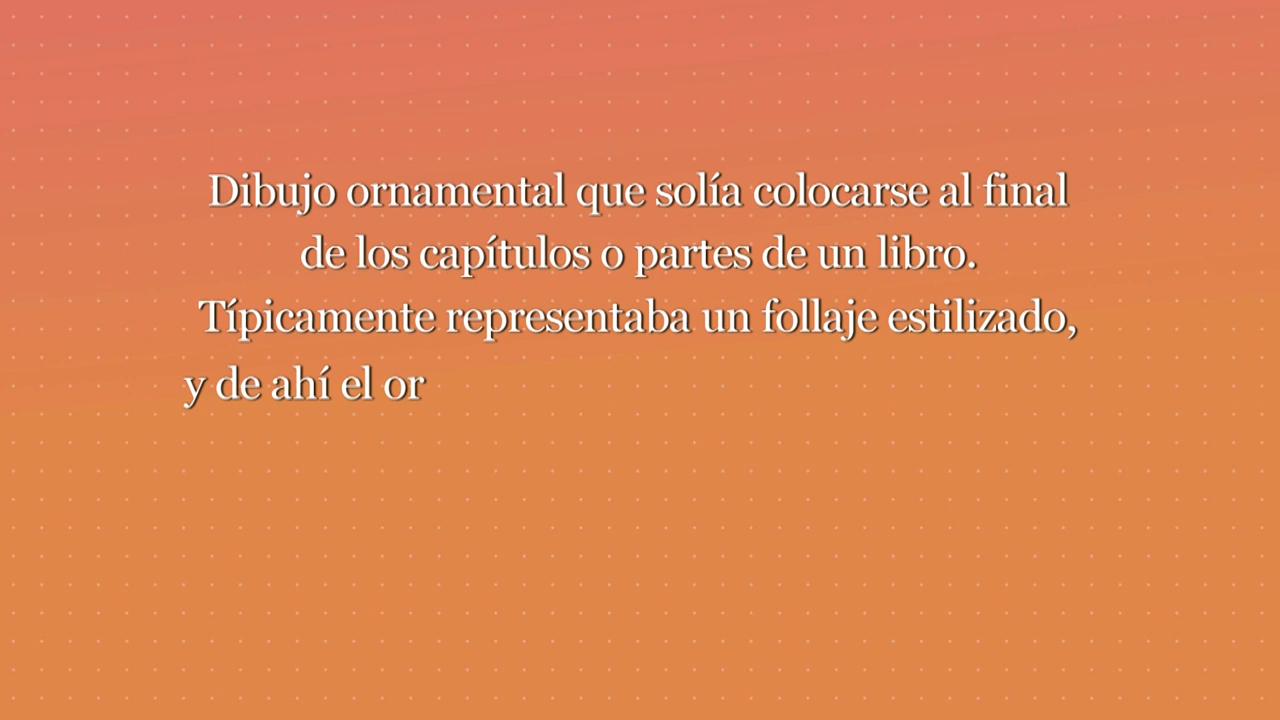 Dibujo ornamental que solía colocarse al final
de los capítulos o partes de un libro.
Típicamente representaba un follaje estilizado,
y de ahí el or